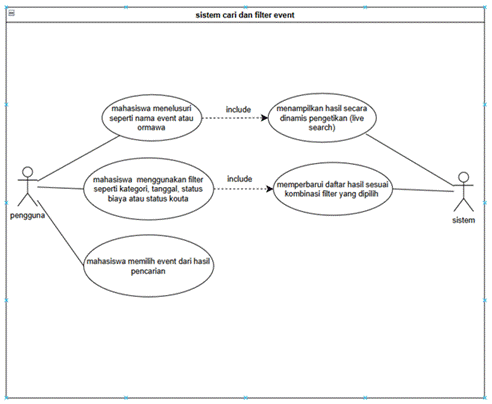 sistem cari dan filter event
mahasiswa menelusuri
seperti nama event atau
ormawa
include
menampilkan hasil secara
dinamis pengetikan (live
search)
mahasiswa menggunakan filter
seperti kategori, tanggal, status
biaya atau status kouta
include
memperbarui daftar hasil sesuai
kombinasi filter yang dipilih
pengguna
sistem
mahasiswa memilih event dari hasil
pencarian